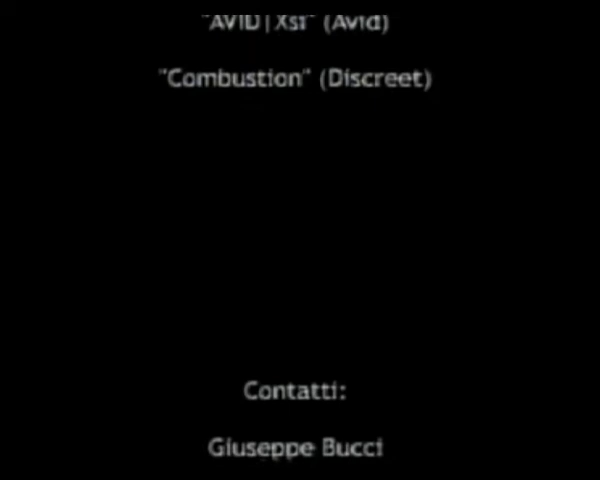 "AVID|Xsi" (Avid)
"Combustion" (Discreet)
Contatti:
Giuseppe Bucci